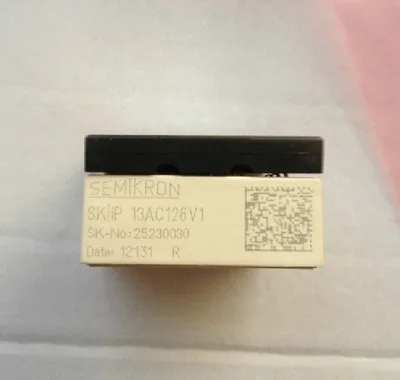 SEMIKRON
SKiiP 13AC126V1
SK-No: 25230030
Date: 12131 R